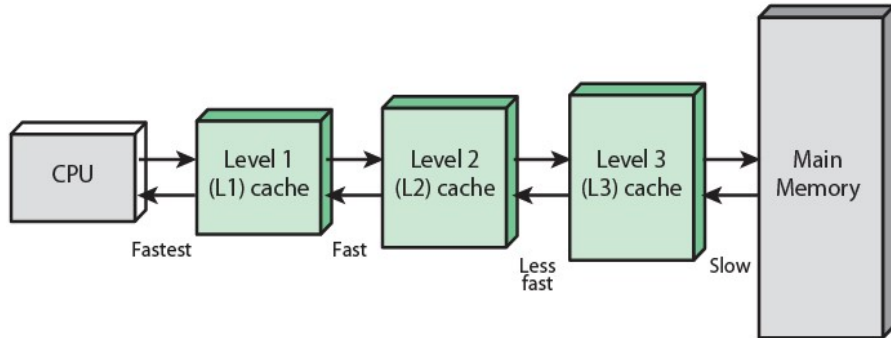 CPU
Level 1
(L1) cache
Level 2
(L2) cache
Level 3
(L3) cache
Main
Memory
Fastest
Fast
Less
fast
Slow